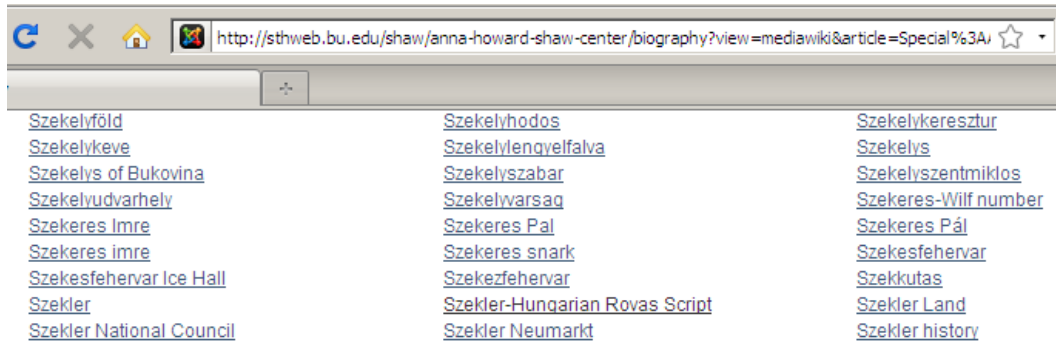 http://sthweb.bu.edu/shaw/anna-howard-shaw-center/biography?view=mediawiki&article=Special%3A
Szekelyföld Szekelyhodos Szekelykeresztur
Szekelykeve Szekelylengyelfalva Szekelys
Szekelys of Bukovina Szekelyszabar Szekelyszentmiklos
Szekelyudvarhely Szekelyvarsag Szekeres-Wilf number
Szekeres Imre Szekeres Pal Szekeres Pál
Szekeres imre Szekeres snark Szekesfehervar
Szekesfehervar Ice Hall Szekezfehervar Szekkutas
Szekler Szekler-Hungarian Rovas Script Szekler Land
Szekler National Council Szekler Neumarkt Szekler history